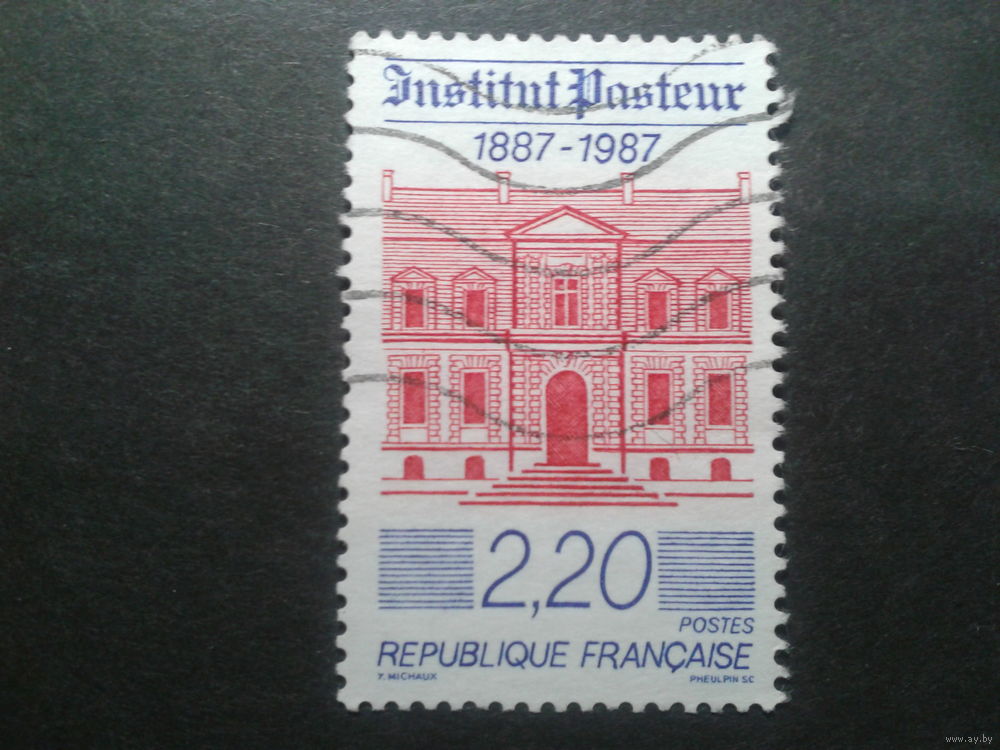 Institut Pasteur
1887-1987
2,20
POSTES
REPUBLIQUE FRANÇAISE
Y. MICHAUX PHEULPIN SC
www.ay.by